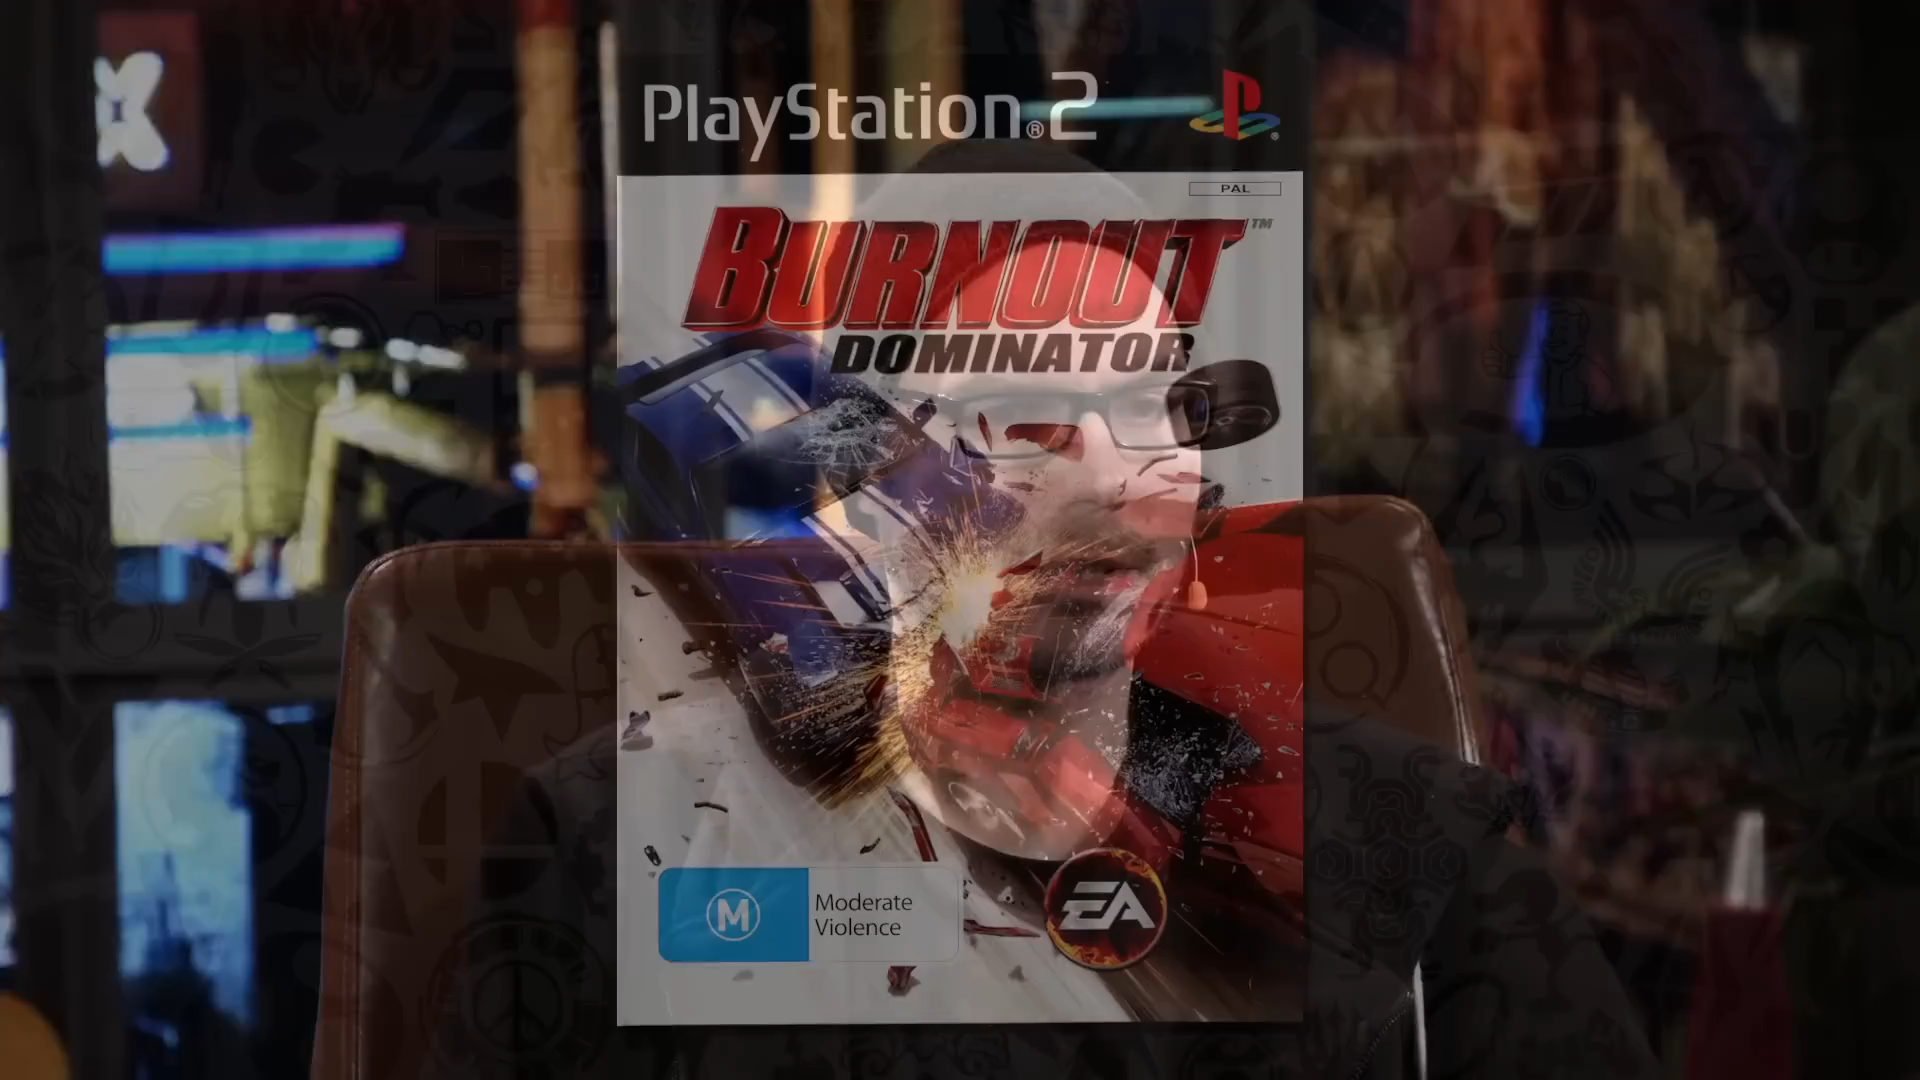 PlayStation®2
PAL
BURNOUT™
DOMINATOR
M
Moderate
Violence
EA